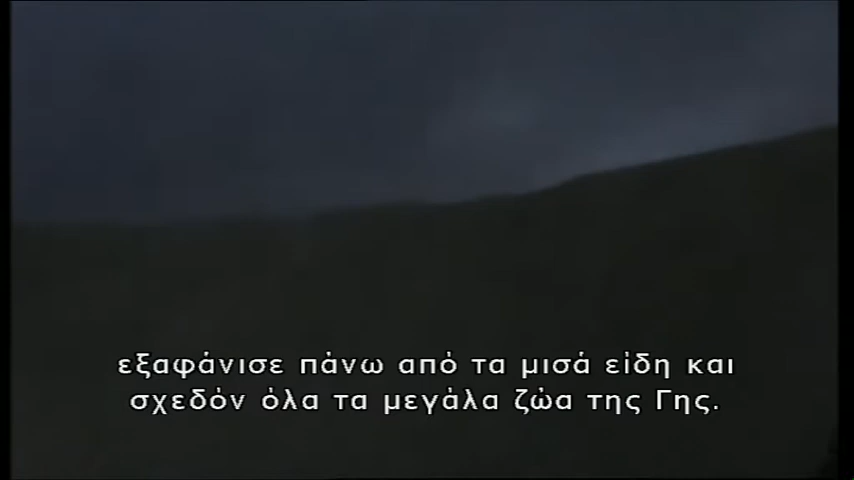 εξαφάνισε πάνω από τα μισά είδη και
σχεδόν όλα τα μεγάλα ζώα της Γης.